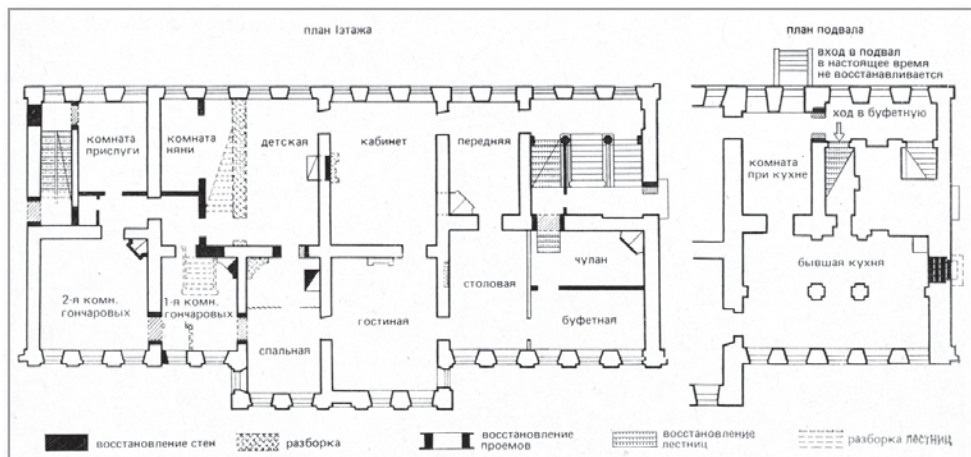 план Iэтажа
план подвала
вход в подвал
в настоящее время
не восстанавливается
комната
прислуги
комната
няни
детская
кабинет
передняя
ход в буфетную
комната
при кухне
2-я комн.
гончаровых
1-я комн.
гончаровых
спальная
гостиная
столовая
чулан
буфетная
бывшая кухня
восстановление стен
разборка
восстановление
проемов
восстановление
лестниц
разборка лестниц